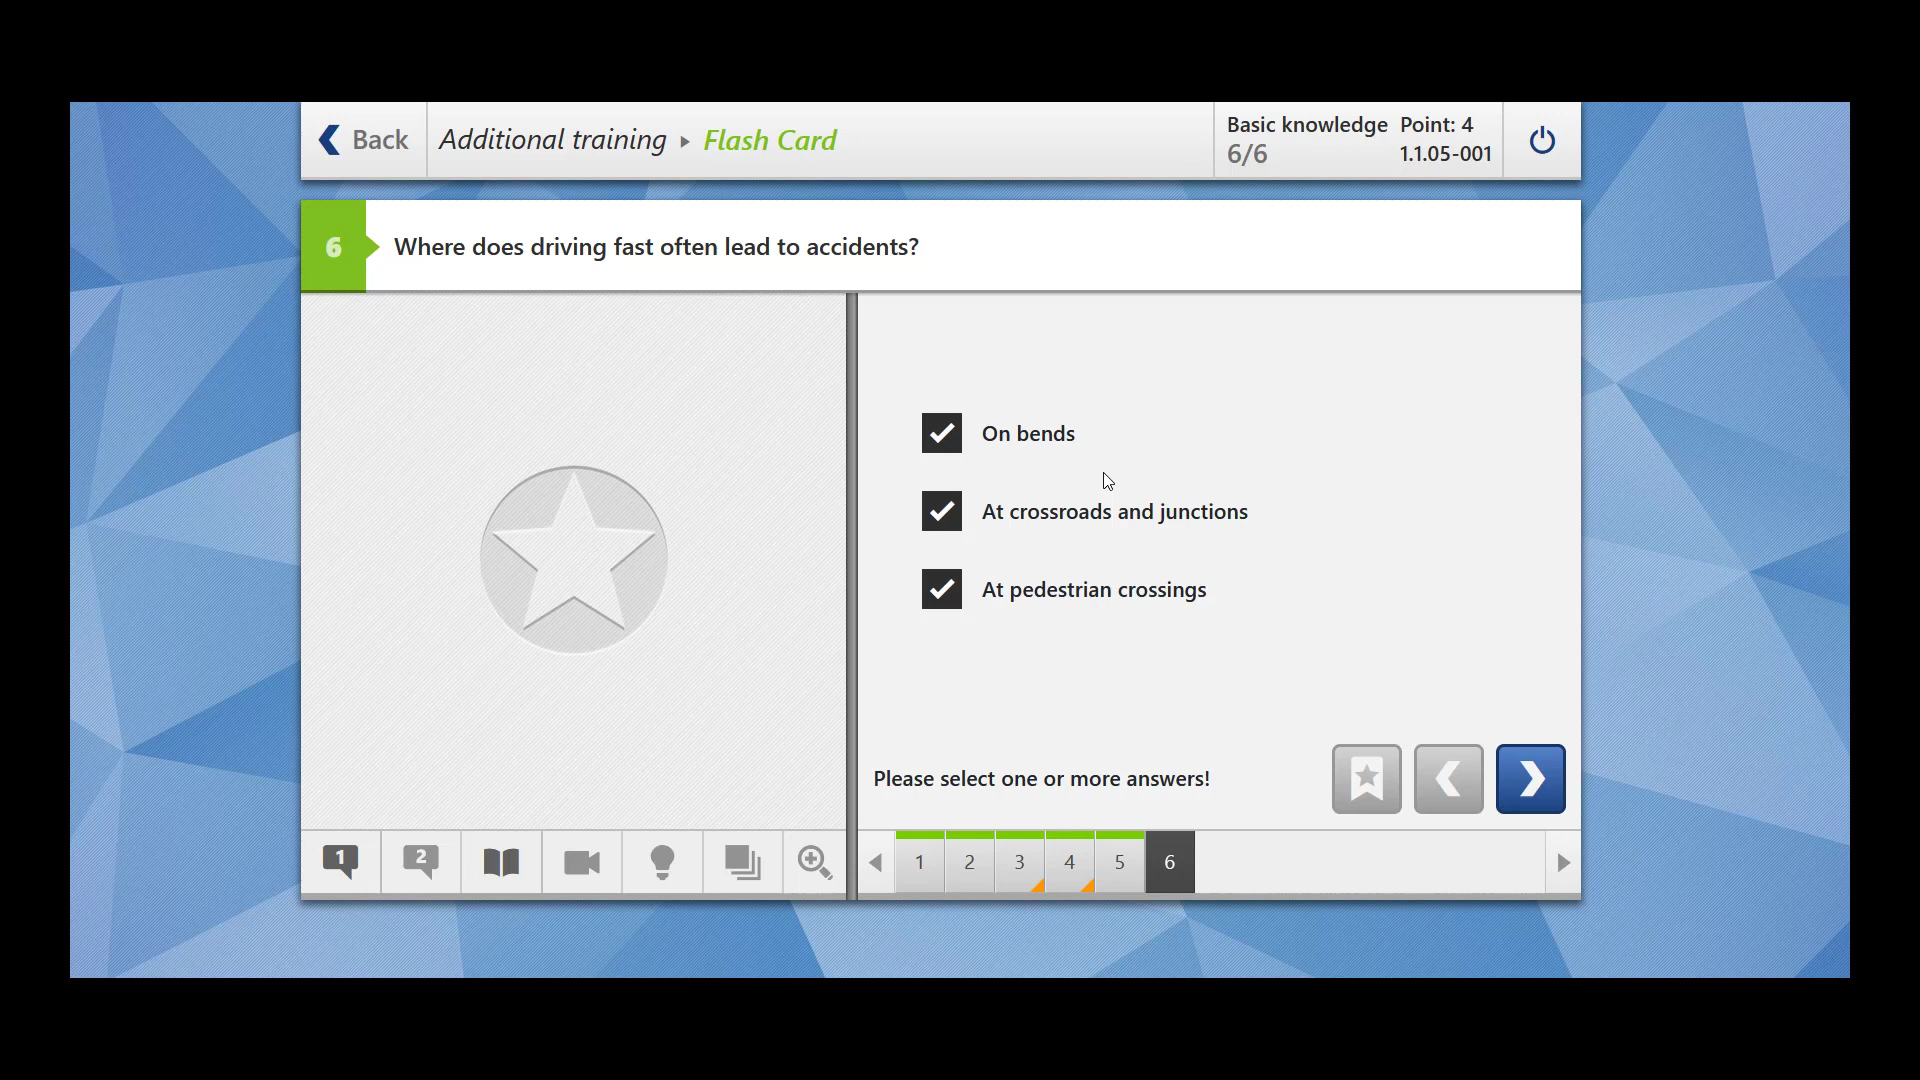 Back
Additional training ▸ Flash Card
Basic knowledge Point: 4
6/6 1.1.05-001
6 Where does driving fast often lead to accidents?
On bends
At crossroads and junctions
At pedestrian crossings
Please select one or more answers!
1 2 1 2 3 4 5 6